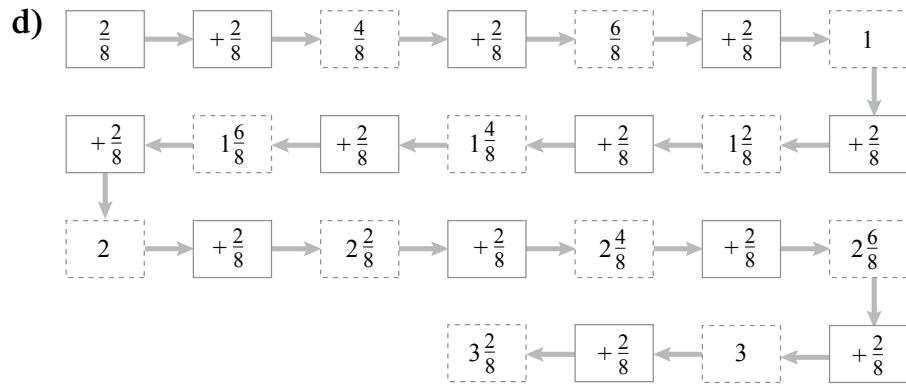 d) 2/8 + 2/8 4/8 + 2/8 6/8 + 2/8 1
+ 2/8 1 6/8 + 2/8 1 4/8 + 2/8 1 2/8 + 2/8
2 + 2/8 2 2/8 + 2/8 2 4/8 + 2/8 2 6/8
3 2/8 + 2/8 3 + 2/8